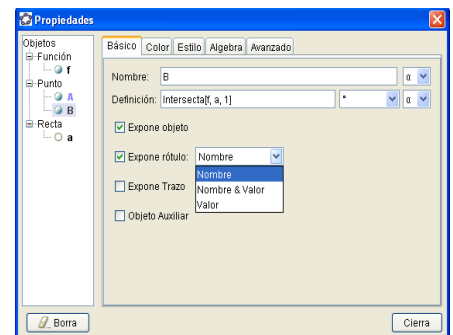 Propiedades
Objetos
Función
f
Punto
A
B
Recta
a
Básico Color Estilo Algebra Avanzado
Nombre: B α
Definición: Intersecta[f, a, 1] ° α
Expone objeto
Expone rótulo: Nombre
Nombre
Nombre & Valor
Valor
Expone Trazo
Objeto Auxiliar
Borra Cierra